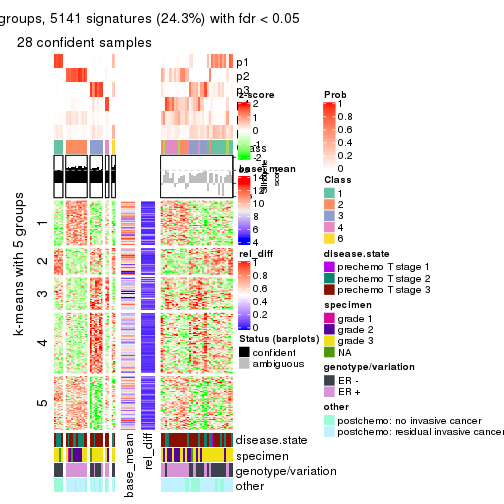 groups, 5141 signatures (24.3%) with fdr < 0.05
28 confident samples
p1
p2
p3
k-means with 5 groups
1
2
3
4
5
z-score
2
1
0
-1
-2
base_mean
14
12
10
8
6
4
rel_diff
1
0.8
0.6
0.4
0.2
0
Status (barplots)
confident
ambiguous
Silhouette
score
Prob
1
0.8
0.6
0.4
0.2
0
Class
1
2
3
4
6
disease.state
prechemo T stage 1
prechemo T stage 2
prechemo T stage 3
specimen
grade 1
grade 2
grade 3
NA
genotype/variation
ER -
ER +
other
postchemo: no invasive cancer
postchemo: residual invasive cancer
base_mean
rel_diff
disease.state
specimen
genotype/variation
other